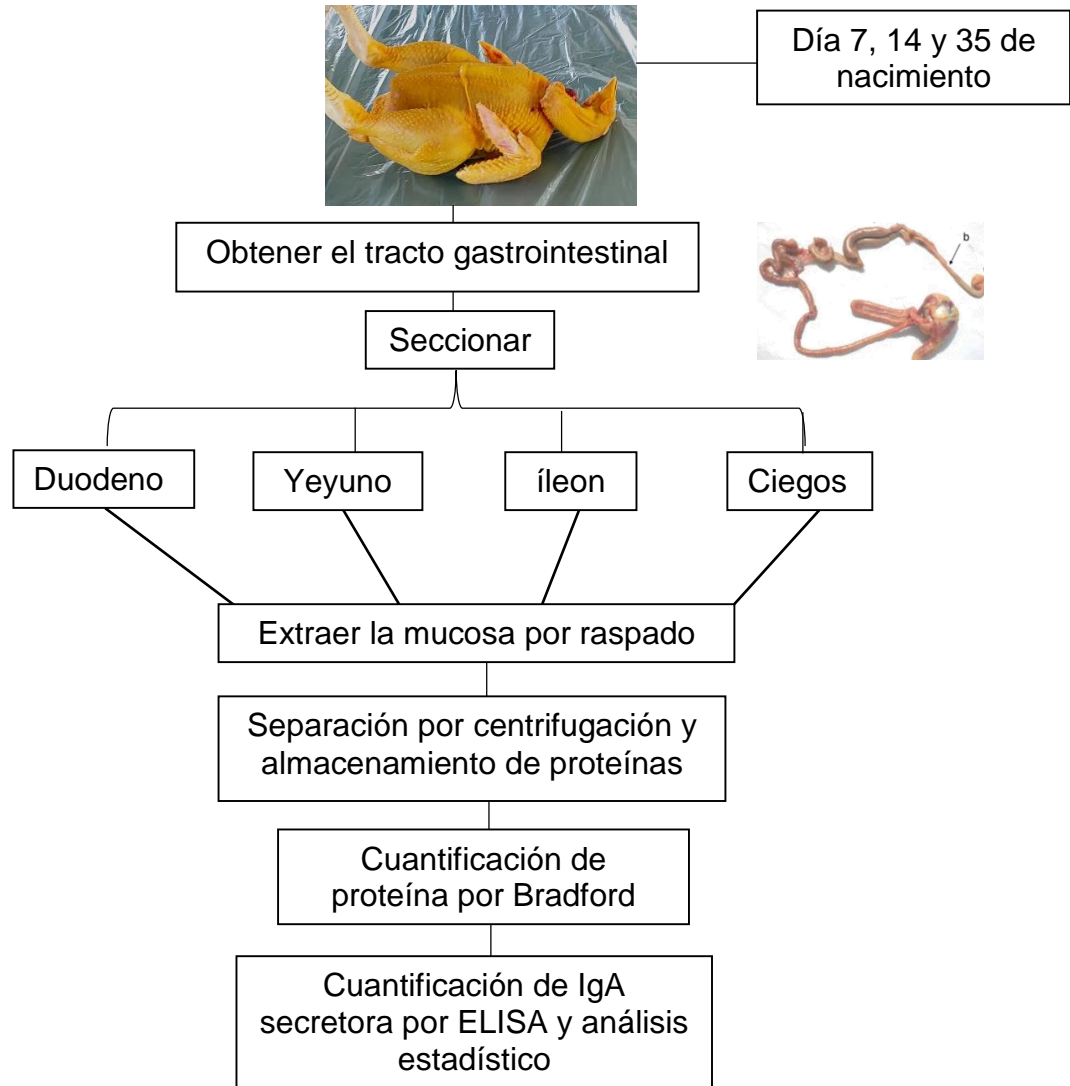 Día 7, 14 y 35 de
nacimiento
Obtener el tracto gastrointestinal
b
Seccionar
Duodeno
Yeyuno
íleon
Ciegos
Extraer la mucosa por raspado
Separación por centrifugación y
almacenamiento de proteínas
Cuantificación de
proteína por Bradford
Cuantificación de IgA
secretora por ELISA y análisis
estadístico